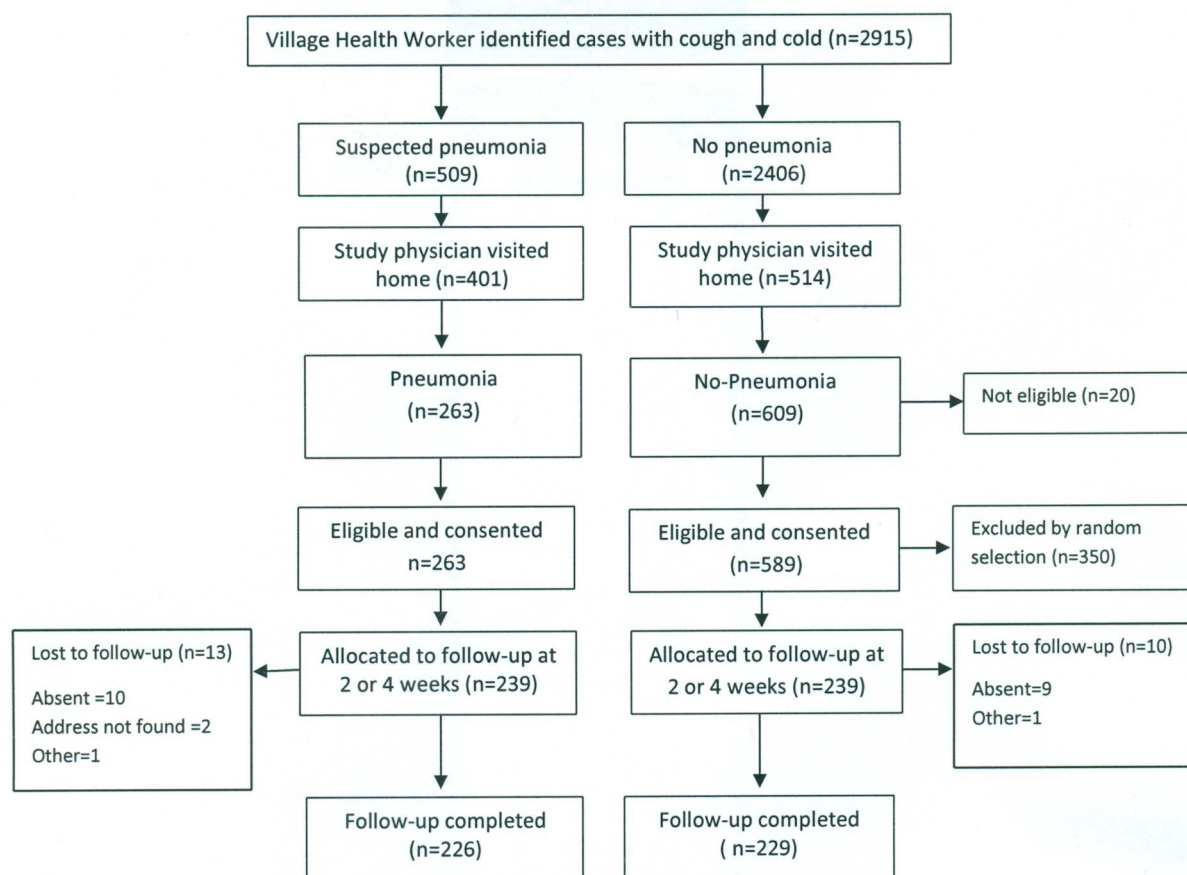 Village Health Worker identified cases with cough and cold (n=2915)
Suspected pneumonia
(n=509)
No pneumonia
(n=2406)
Study physician visited
home (n=401)
Study physician visited
home (n=514)
Pneumonia
(n=263)
No-Pneumonia
(n=609)
Not eligible (n=20)
Eligible and consented
n=263
Eligible and consented
(n=589)
Excluded by random
selection (n=350)
Lost to follow-up (n=13)
Absent =10
Address not found =2
Other=1
Allocated to follow-up at
2 or 4 weeks (n=239)
Allocated to follow-up at
2 or 4 weeks (n=239)
Lost to follow-up (n=10)
Absent=9
Other=1
Follow-up completed
(n=226)
Follow-up completed
( n=229)